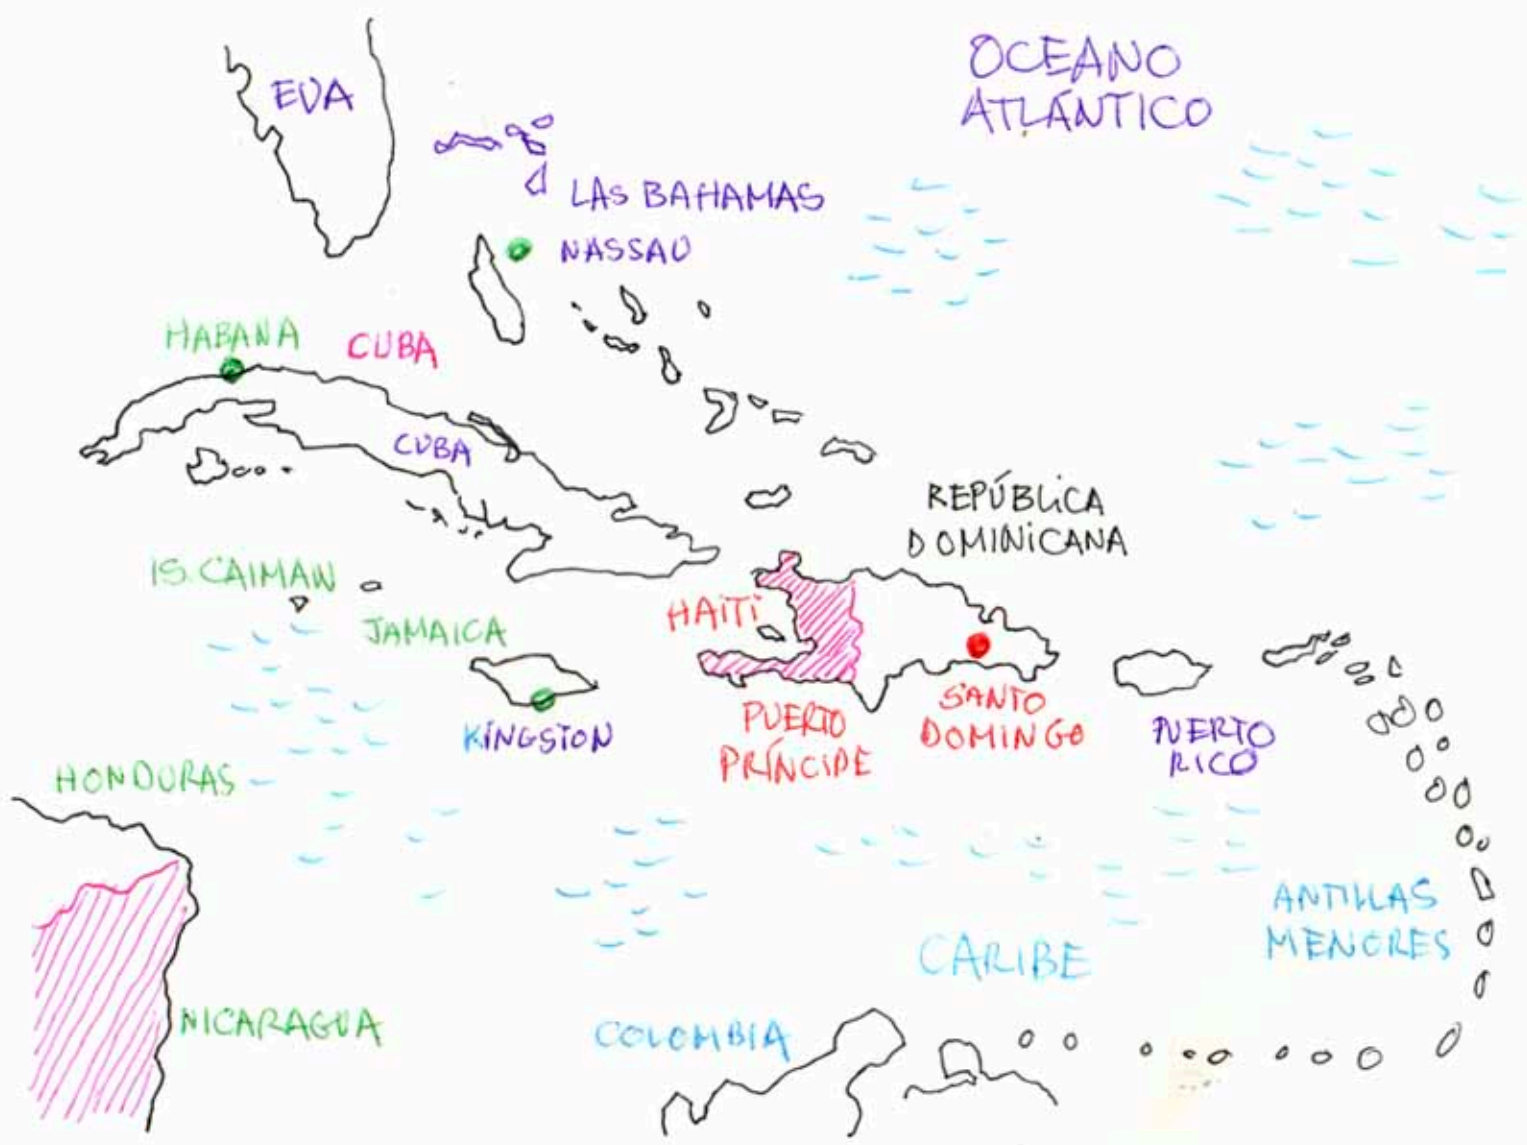 OCEANO
ATLÁNTICO
EUA
LAS BAHAMAS
NASSAU
HABANA
CUBA
CUBA
REPÚBLICA
DOMINICANA
IS. CAIMAN
JAMAICA
HAITI
KINGSTON
PUERTO
PRÍNCIPE
SANTO
DOMINGO
PUERTO
RICO
HONDURAS
ANTILLAS
MENORES
CARIBE
NICARAGUA
COLOMBIA